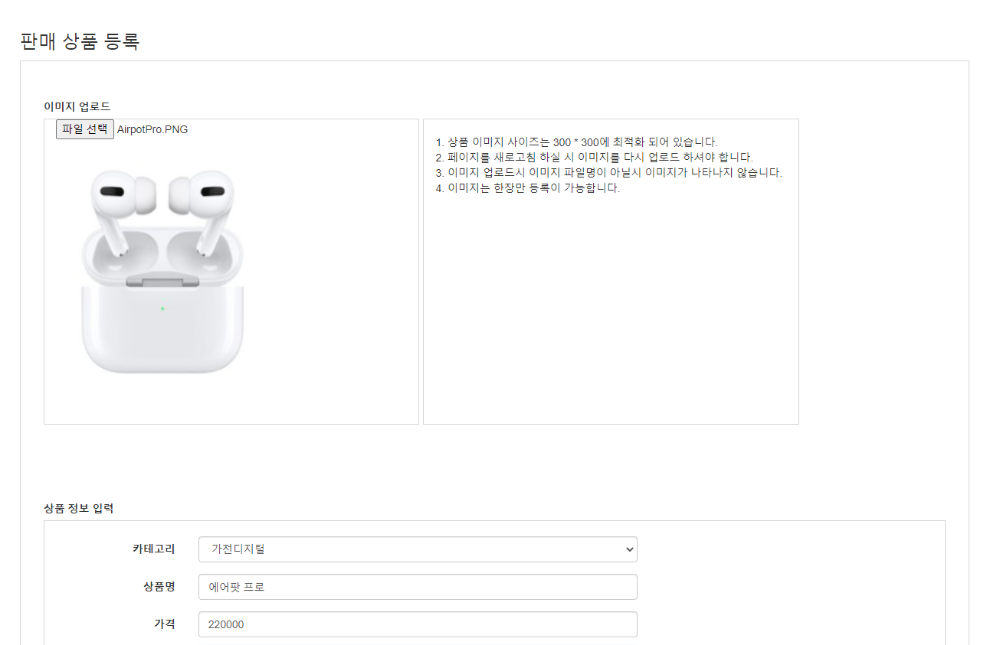 판매 상품 등록
이미지 업로드
파일 선택 AirpotPro.PNG
1. 상품 이미지 사이즈는 300 * 300에 최적화 되어 있습니다.
2. 페이지를 새로고침 하실 시 이미지를 다시 업로드 하셔야 합니다.
3. 이미지 업로드시 이미지 파일명이 아닐시 이미지가 나타나지 않습니다.
4. 이미지는 한장만 등록이 가능합니다.
상품 정보 입력
카테고리 가전디지털
상품명 에어팟 프로
가격 220000